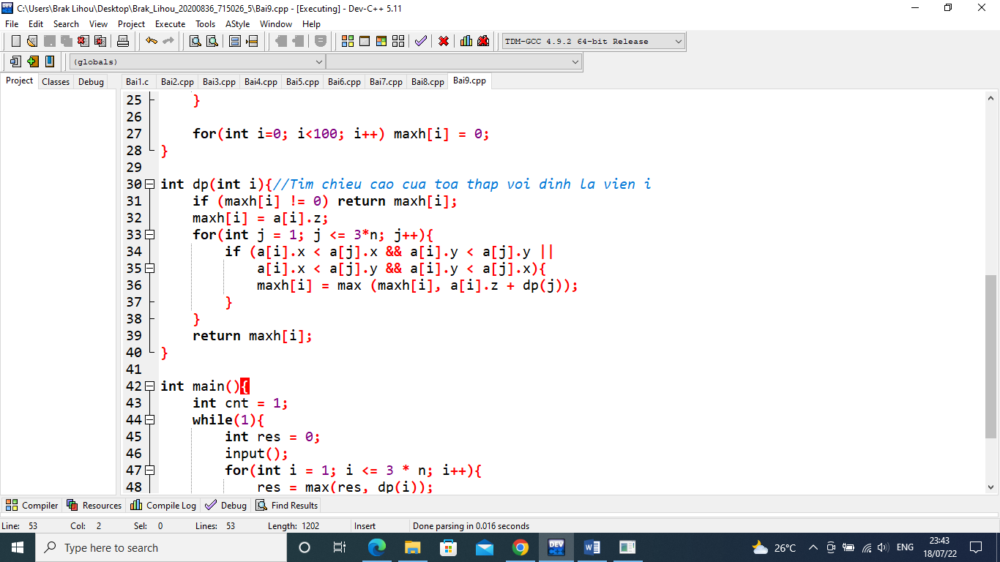 C:\Users\Brak Lihou\Desktop\Brak_Lihou_20200836_715026_5\Bai9.cpp - [Executing] - Dev-C++ 5.11
File Edit Search View Project Execute Tools AStyle Window Help
TDM-GCC 4.9.2 64-bit Release
(globals)
Project Classes Debug Bai1.c Bai2.cpp Bai3.cpp Bai4.cpp Bai5.cpp Bai6.cpp Bai7.cpp Bai8.cpp Bai9.cpp
25 }
26
27 for(int i=0; i<100; i++) maxh[i] = 0;
28 }
29
30 int dp(int i){//Tim chieu cao cua toa thap voi dinh la vien i
31 if (maxh[i] != 0) return maxh[i];
32 maxh[i] = a[i].z;
33 for(int j = 1; j <= 3*n; j++){
34 if (a[i].x < a[j].x && a[i].y < a[j].y ||
35 a[i].x < a[j].y && a[i].y < a[j].x){
36 maxh[i] = max (maxh[i], a[i].z + dp(j));
37 }
38 }
39 return maxh[i];
40 }
41
42 int main(){
43 int cnt = 1;
44 while(1){
45 int res = 0;
46 input();
47 for(int i = 1; i <= 3 * n; i++){
48 res = max(res, dp(i));
Compiler Resources Compile Log Debug Find Results
Line: 53 Col: 2 Sel: 0 Lines: 53 Length: 1202 Insert Done parsing in 0.016 seconds
Type here to search DEV W 26°C ENG 23:43
18/07/22